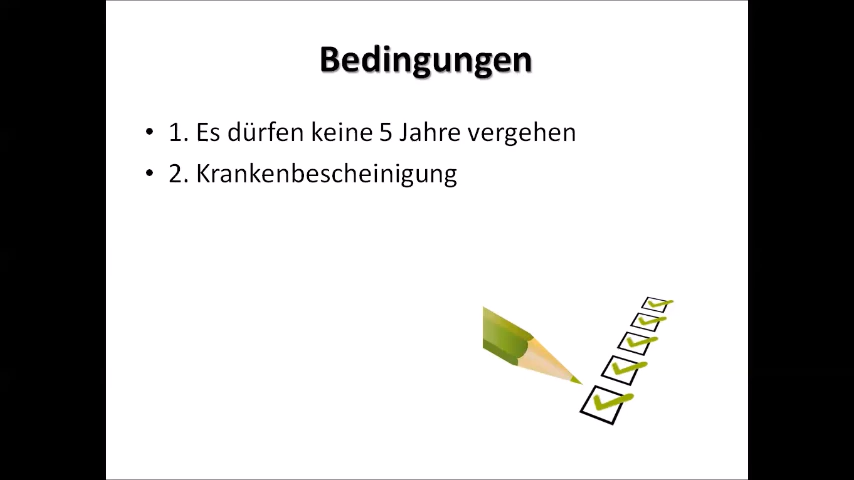 Bedingungen
• 1. Es dürfen keine 5 Jahre vergehen
• 2. Krankenbescheinigung